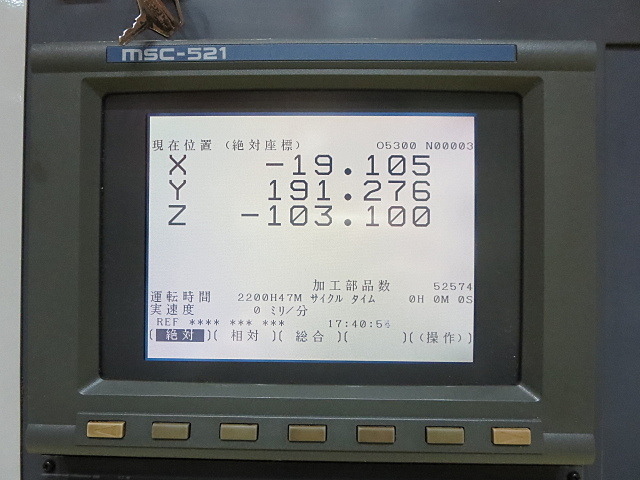 msc-521
現在位置(絶対座標) O5300 N00003
X -19.105
Y 191.276
Z -103.100
加工部品数 52574
運転時間 2200H47M サイクル タイム 0H 0M 0S
実速度 0 ミリ/分
REF **** *** *** 17:40:5
[ 絶対 ][ 相対 ][ 総合 ][ ][(操作)]